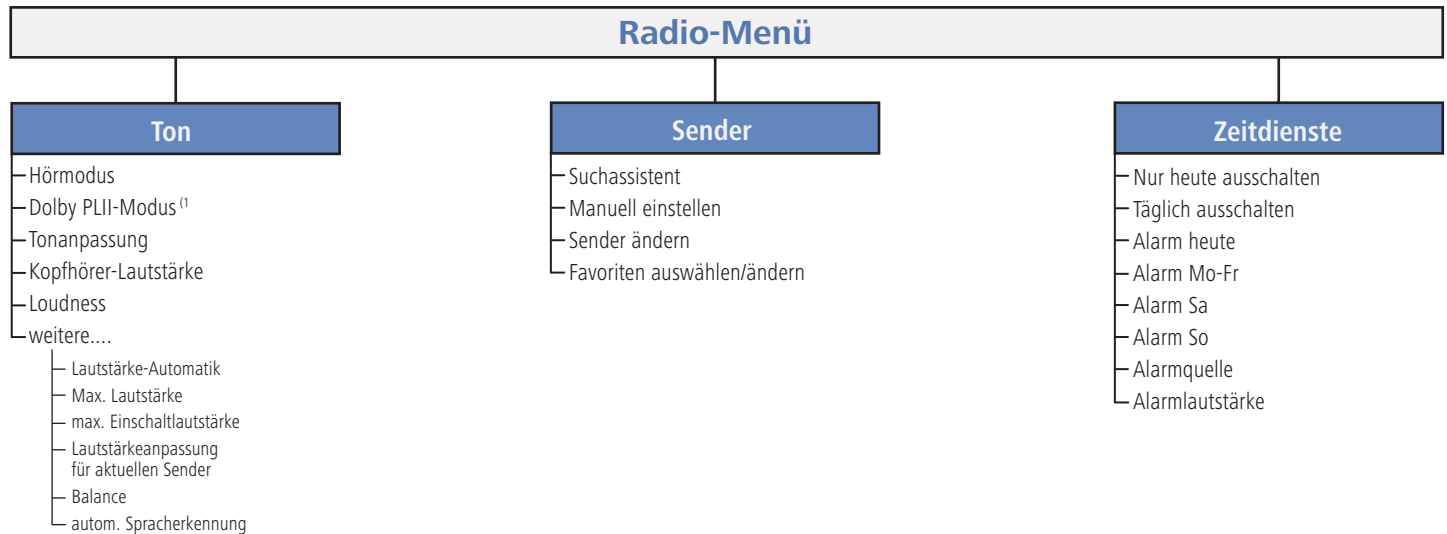 Radio-Menü
Ton
Hörmodus
Dolby PLII-Modus (1
Tonanpassung
Kopfhörer-Lautstärke
Loudness
weitere....
Lautstärke-Automatik
Max. Lautstärke
max. Einschaltlautstärke
Lautstärkeanpassung
für aktuellen Sender
Balance
autom. Spracherkennung
Sender
Suchassistent
Manuell einstellen
Sender ändern
Favoriten auswählen/ändern
Zeitdienste
Nur heute ausschalten
Täglich ausschalten
Alarm heute
Alarm Mo-Fr
Alarm Sa
Alarm So
Alarmquelle
Alarmlautstärke